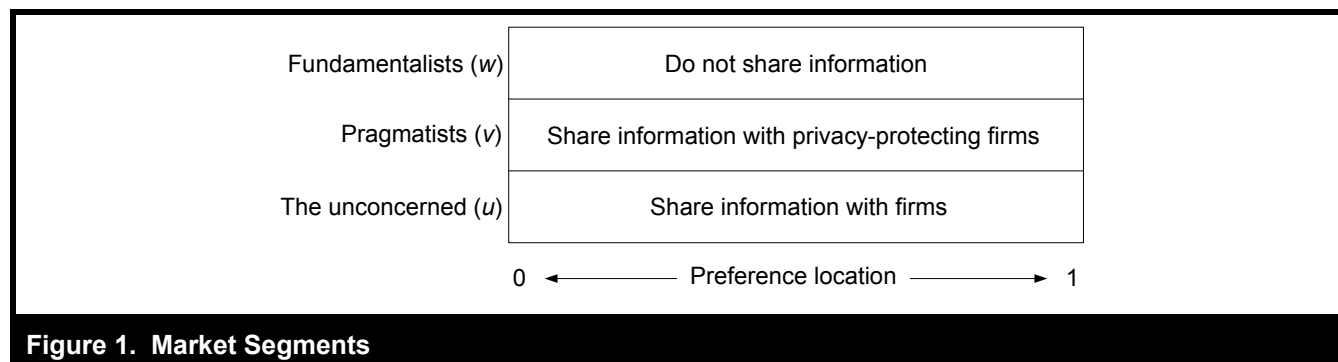 Fundamentalists (w) Do not share information
Pragmatists (v) Share information with privacy-protecting firms
The unconcerned (u) Share information with firms
0 Preference location 1
Figure 1. Market Segments